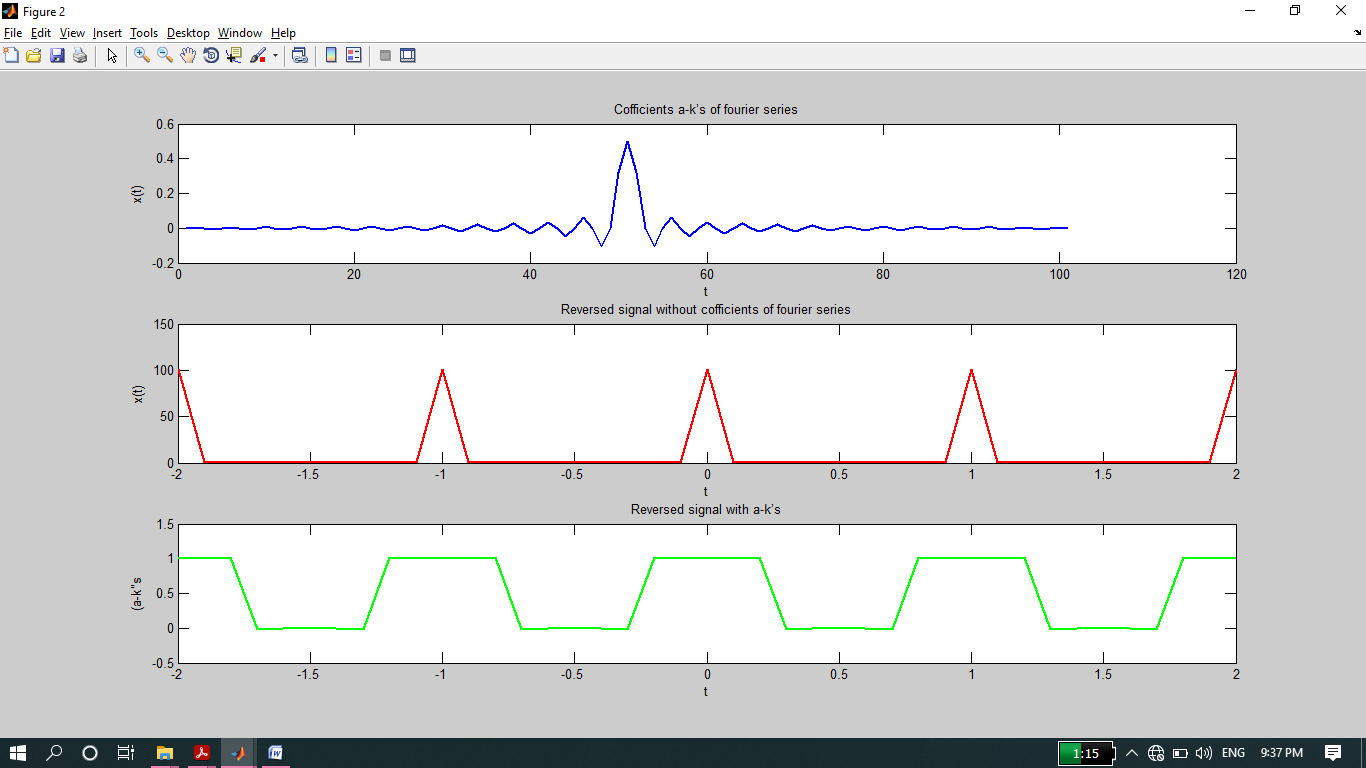 Figure 2
File Edit View Insert Tools Desktop Window Help
Cofficients a-k's of fourier series
0.6
0.4
0.2
0
-0.2
x(t)
0 20 40 60 80 100 120
t
Reversed signal without cofficients of fourier series
150
100
50
0
x(t)
-2 -1.5 -1 -0.5 0 0.5 1 1.5 2
t
Reversed signal with a-k's
1.5
1
0.5
0
-0.5
(a-k"s
-2 -1.5 -1 -0.5 0 0.5 1 1.5 2
t
1:15 ENG 9:37 PM